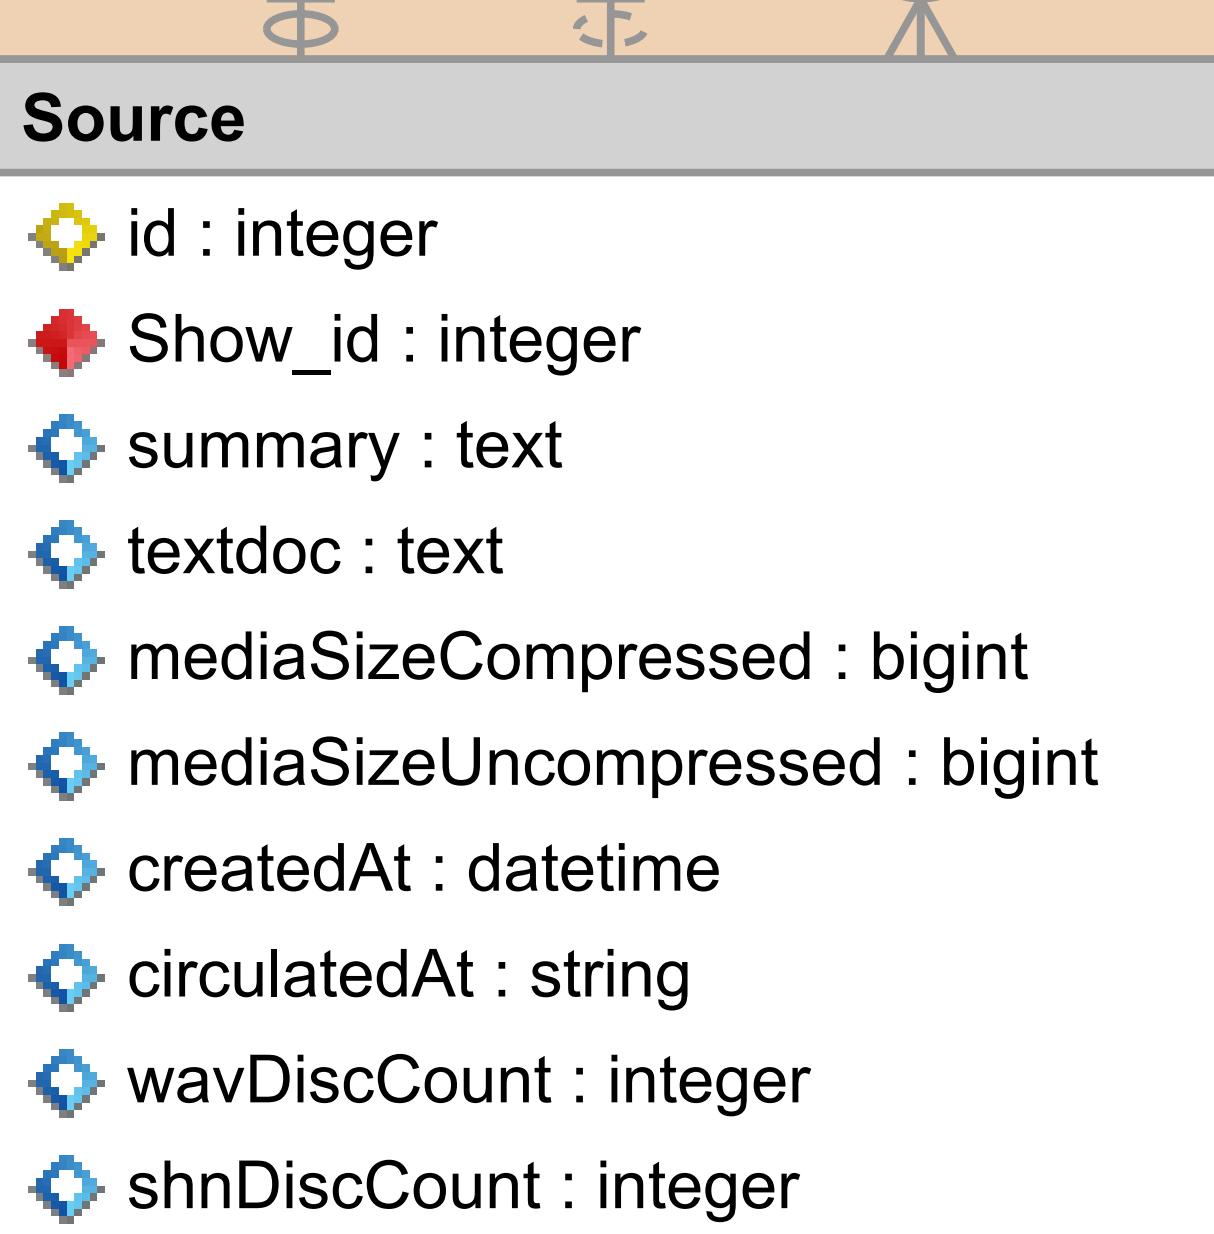 Source
id : integer
Show_id : integer
summary : text
textdoc : text
mediaSizeCompressed : bigint
mediaSizeUncompressed : bigint
createdAt : datetime
circulatedAt : string
wavDiscCount : integer
shnDiscCount : integer